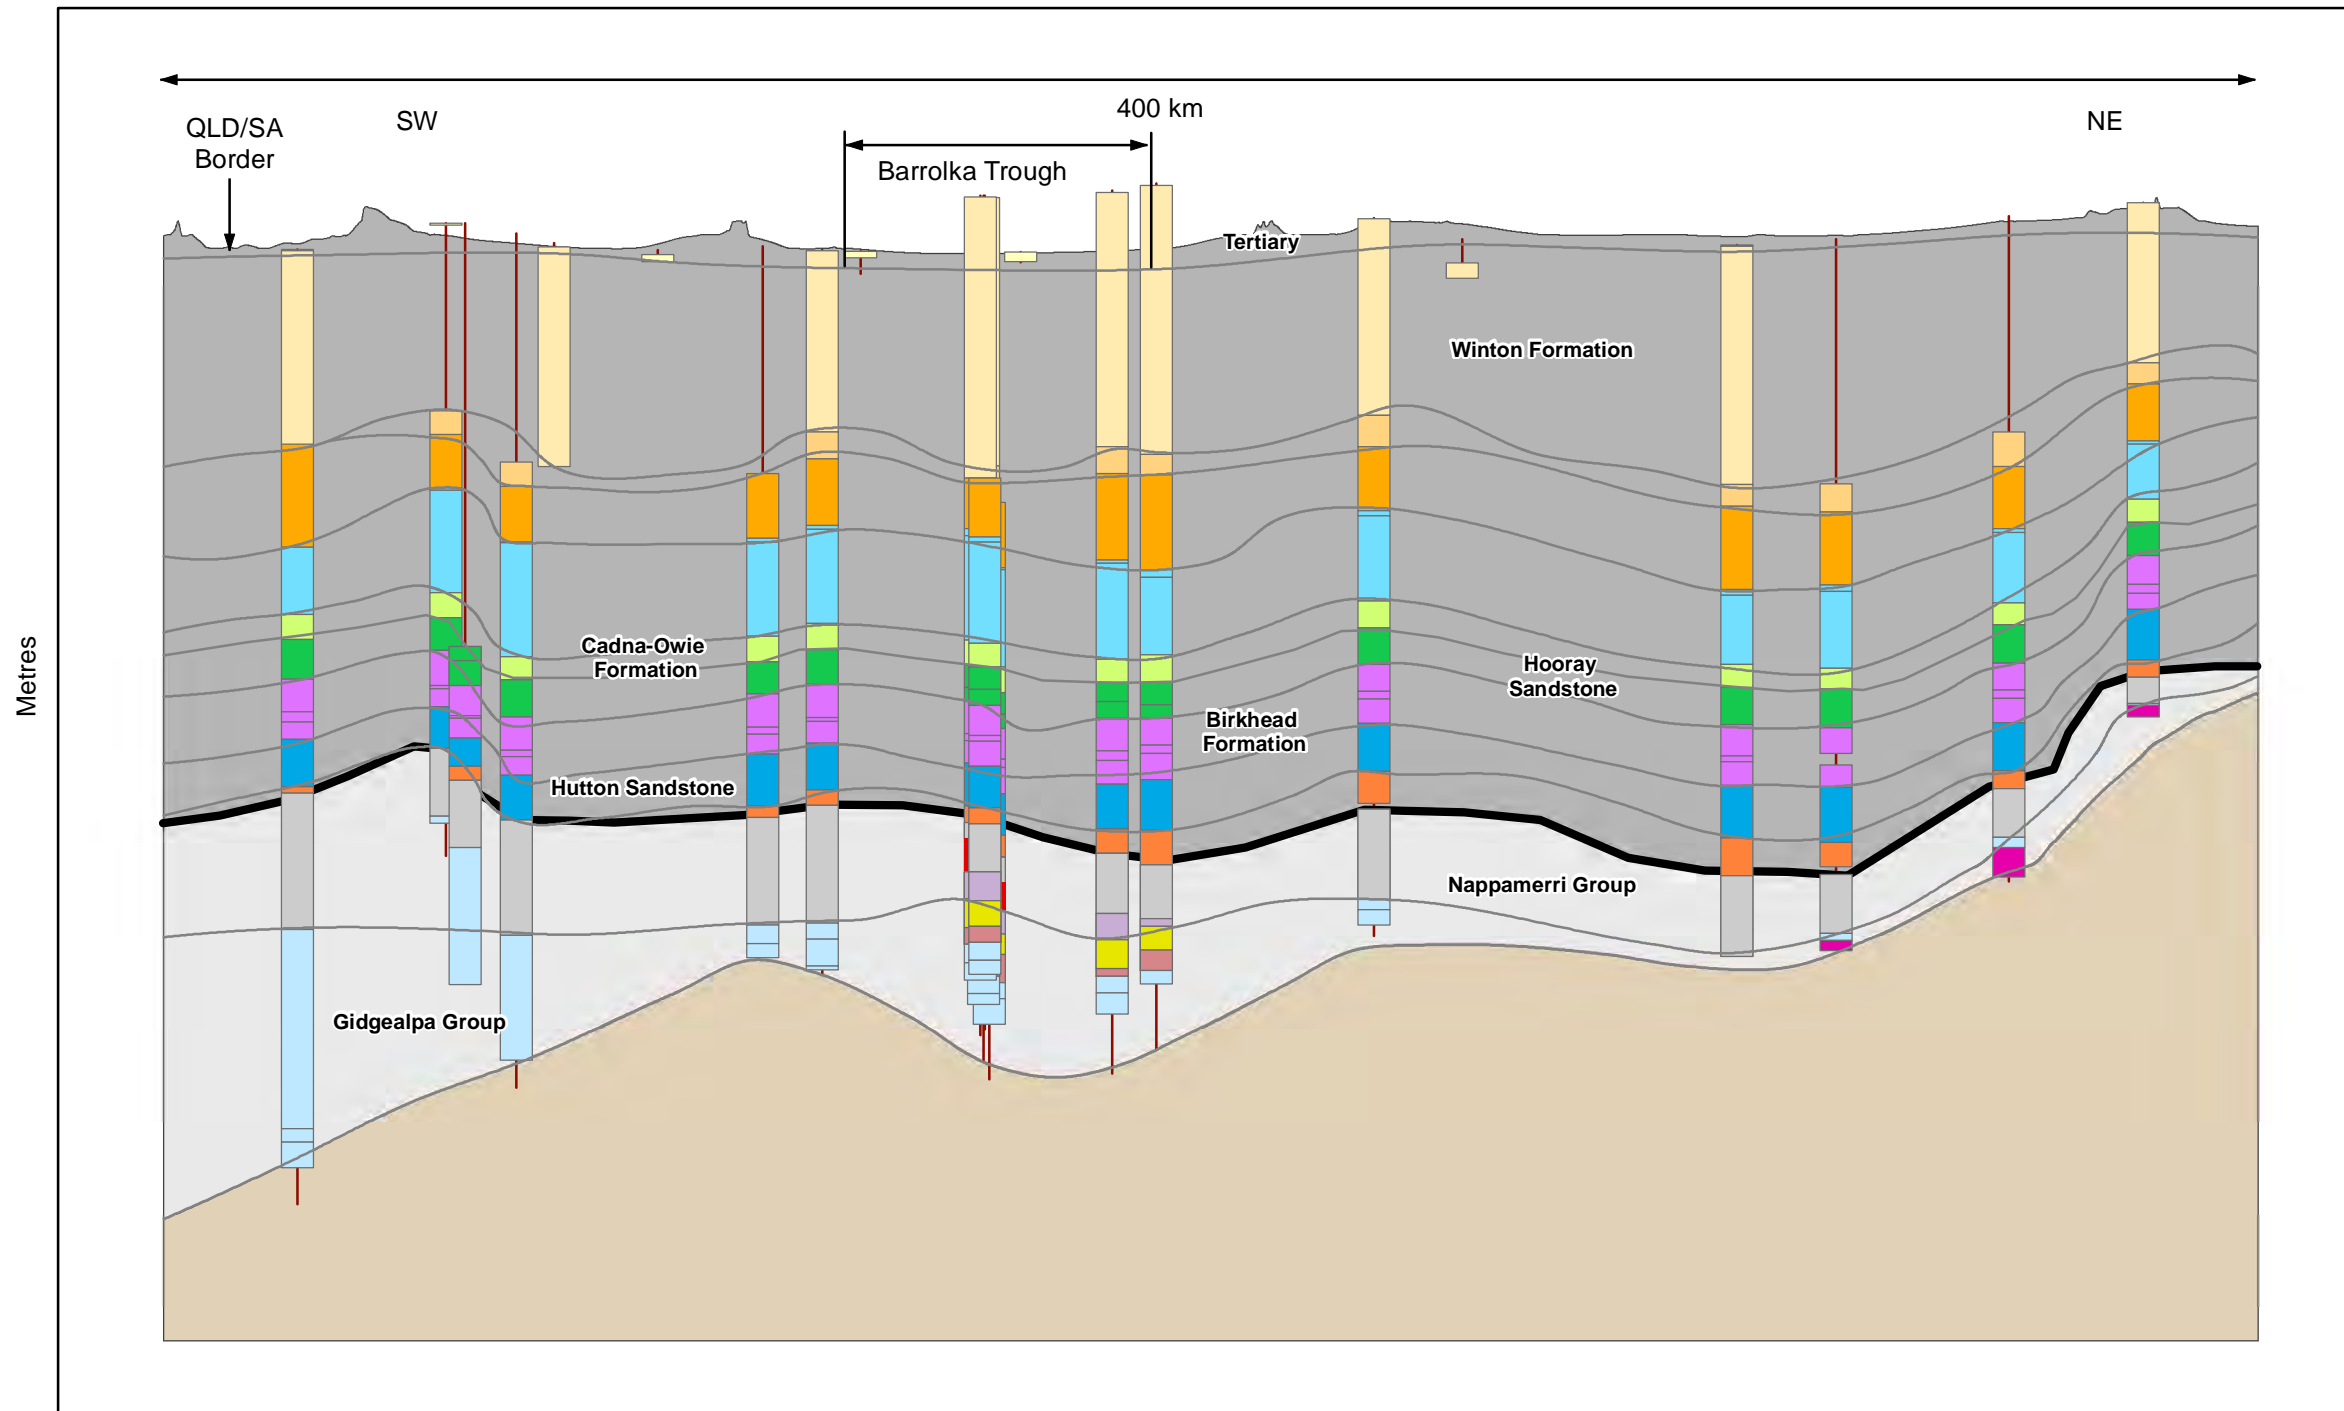 400 km
QLD/SA
Border
SW
NE
Barrolka Trough
Tertiary
Winton Formation
Cadna-Owie
Formation
Hooray
Sandstone
Birkhead
Formation
Hutton Sandstone
Nappamerri Group
Gidgealpa Group
Metres